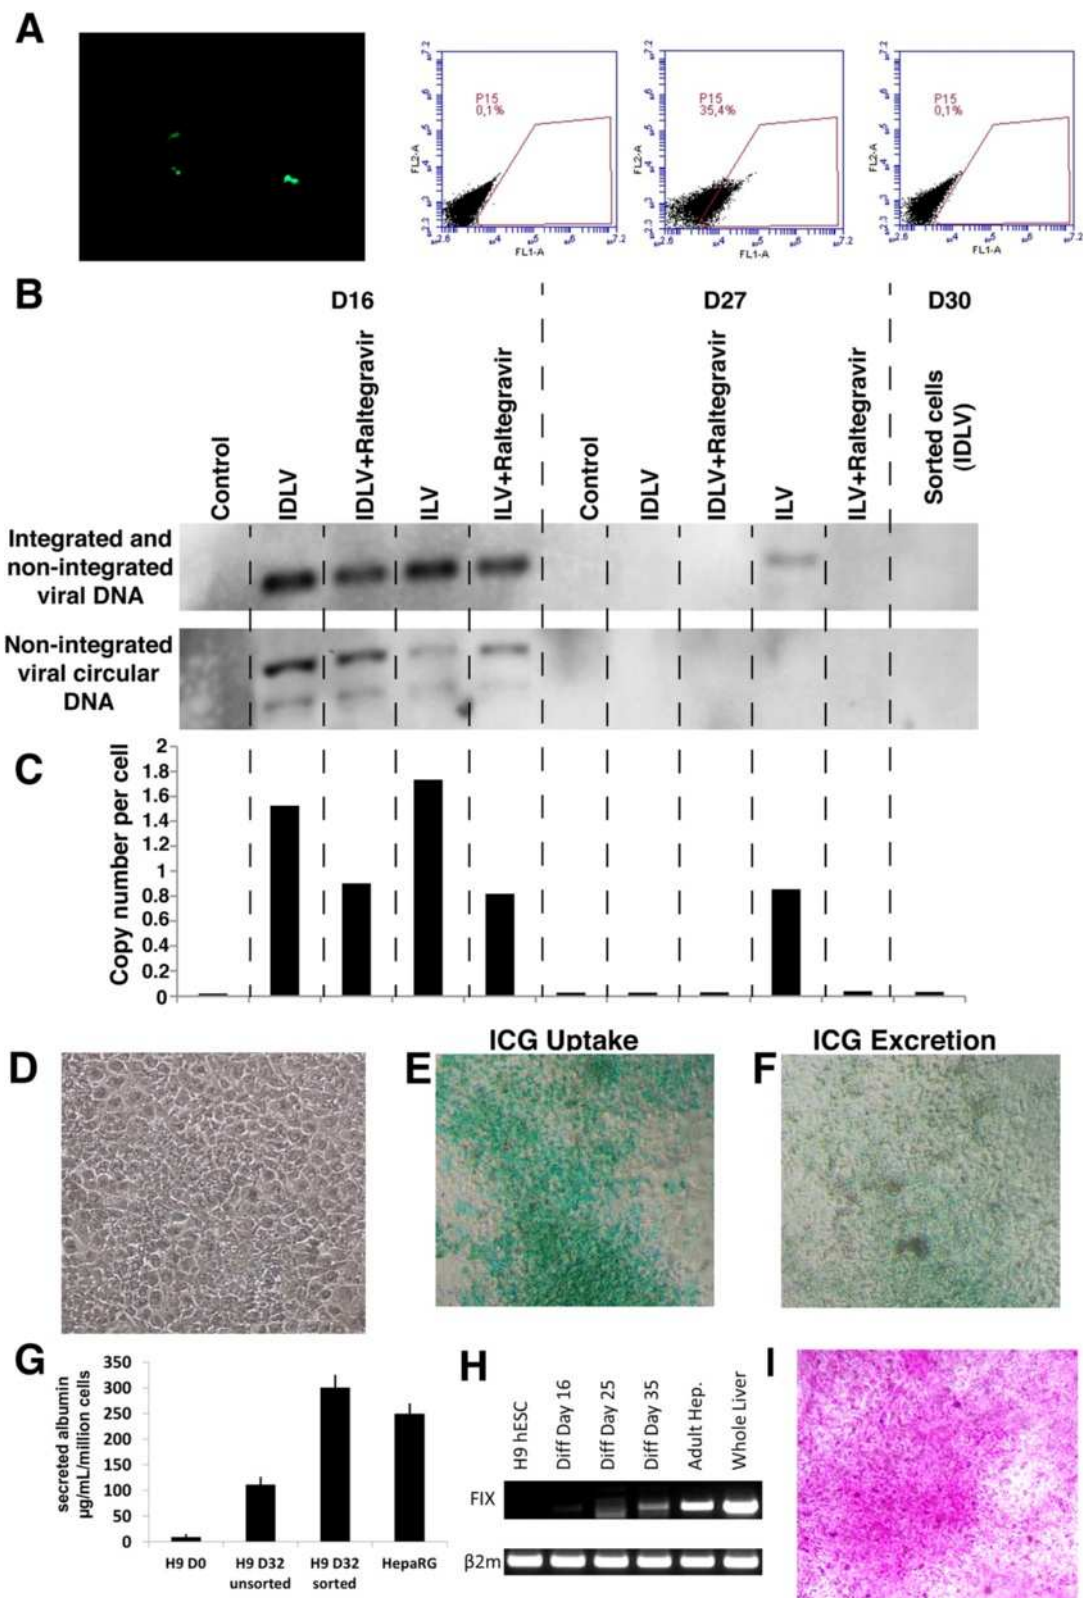 A
P15
0,1%
FL2-A
FL1-A
P15
35,4%
FL2-A
FL1-A
P15
0,1%
FL2-A
FL1-A
B
D16
D27
D30
Control
IDLV
IDLV+Raltegravir
ILV
ILV+Raltegravir
Control
IDLV
IDLV+Raltegravir
ILV
ILV+Raltegravir
Sorted cells
(IDLV)
Integrated and
non-integrated
viral DNA
Non-integrated
viral circular
DNA
C
Copy number per cell
2
1.8
1.6
1.4
1.2
1
0.8
0.6
0.4
0.2
0
D
ICG Uptake
E
ICG Excretion
F
G
secreted albumin
µg/mL/million cells
350
300
250
200
150
100
50
0
H9 D0
H9 D32
unsorted
H9 D32
sorted
HepaRG
H
H9 hESC
Diff Day 16
Diff Day 25
Diff Day 35
Adult Hep.
Whole Liver
FIX
β2m
I